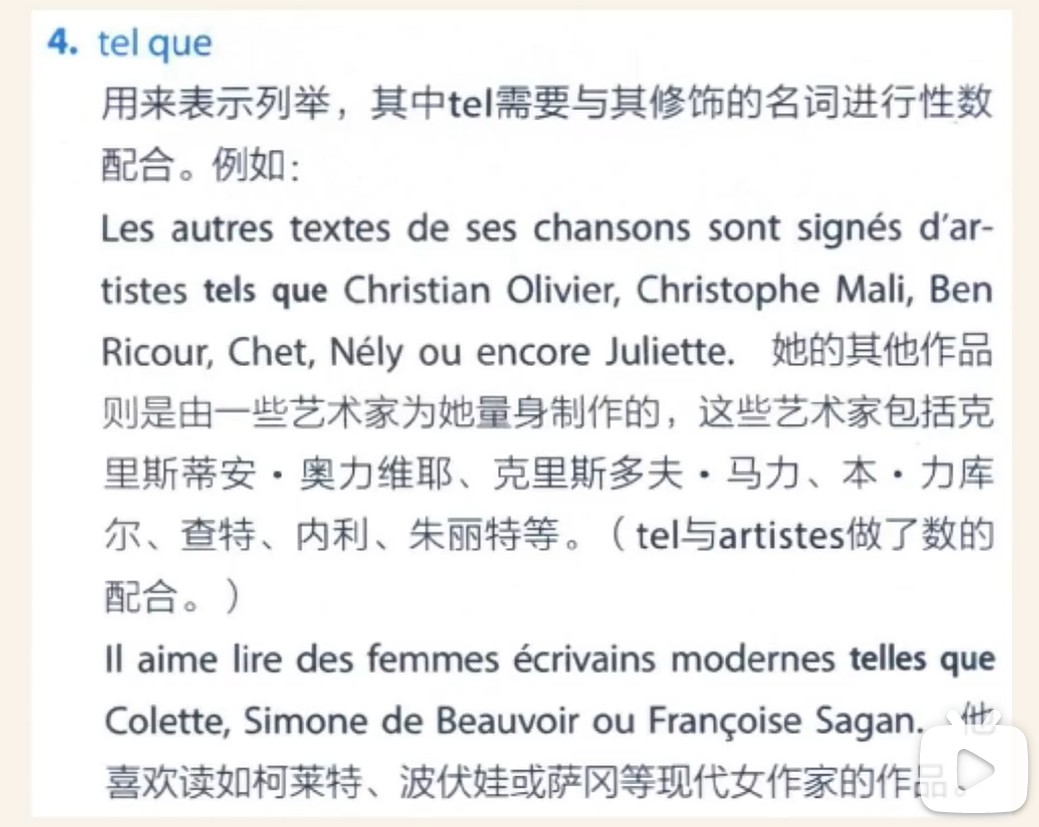 4. tel que
用来表示列举，其中tel需要与其修饰的名词进行性数
配合。例如：
Les autres textes de ses chansons sont signés d'ar-
tistes tels que Christian Olivier, Christophe Mali, Ben
Ricour, Chet, Nély ou encore Juliette. 她的其他作品
则是由一些艺术家为她量身制作的，这些艺术家包括克
里斯蒂安·奥力维耶、克里斯多夫·马力、本·力库
尔、查特、内利、朱丽特等。（tel与artistes做了数的
配合。）
Il aime lire des femmes écrivains modernes telles que
Colette, Simone de Beauvoir ou Françoise Sagan. 他
喜欢读如柯莱特、波伏娃或萨冈等现代女作家的作品。